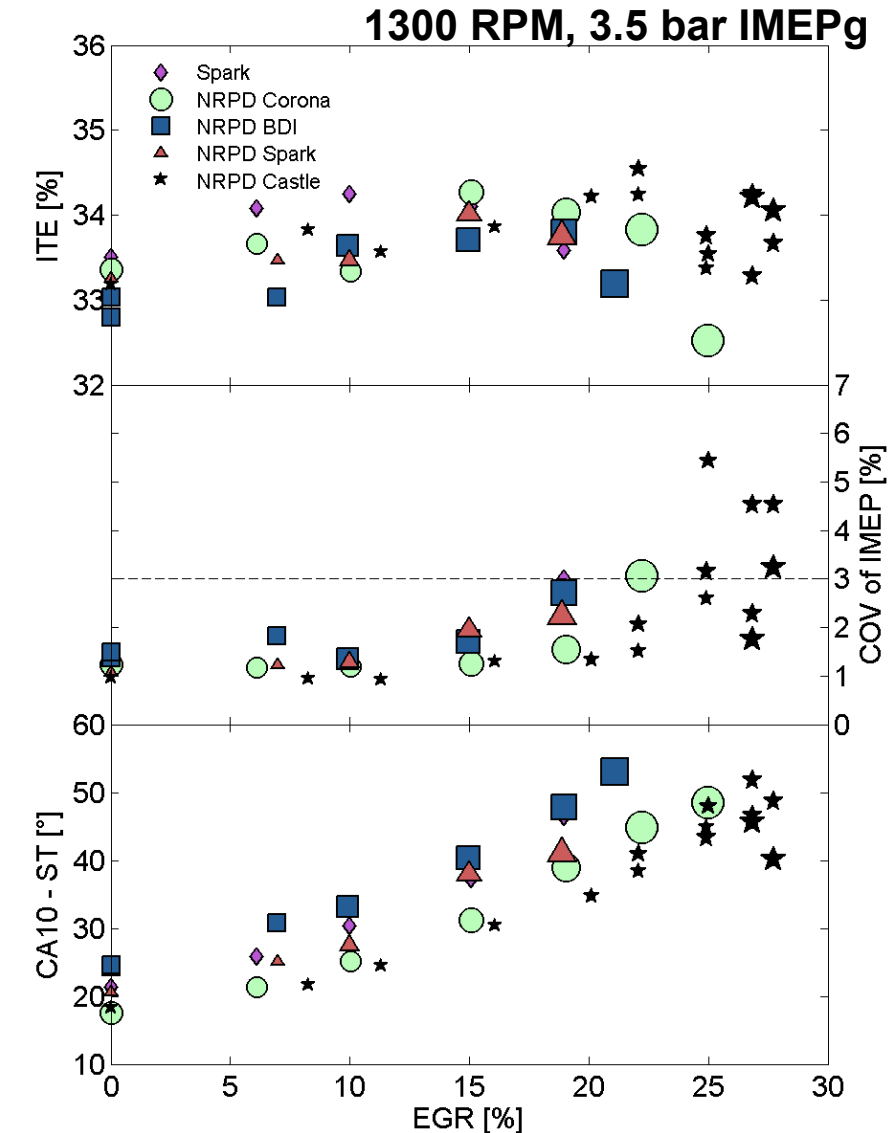 1300 RPM, 3.5 bar IMEPg
Spark
NRPD Corona
NRPD BDI
NRPD Spark
NRPD Castle
ITE [%]
36
35
34
33
32
COV of IMEP [%]
7
6
5
4
3
2
1
0
CA10 - ST [°]
60
50
40
30
20
10
0
5
10
15
20
25
30
EGR [%]